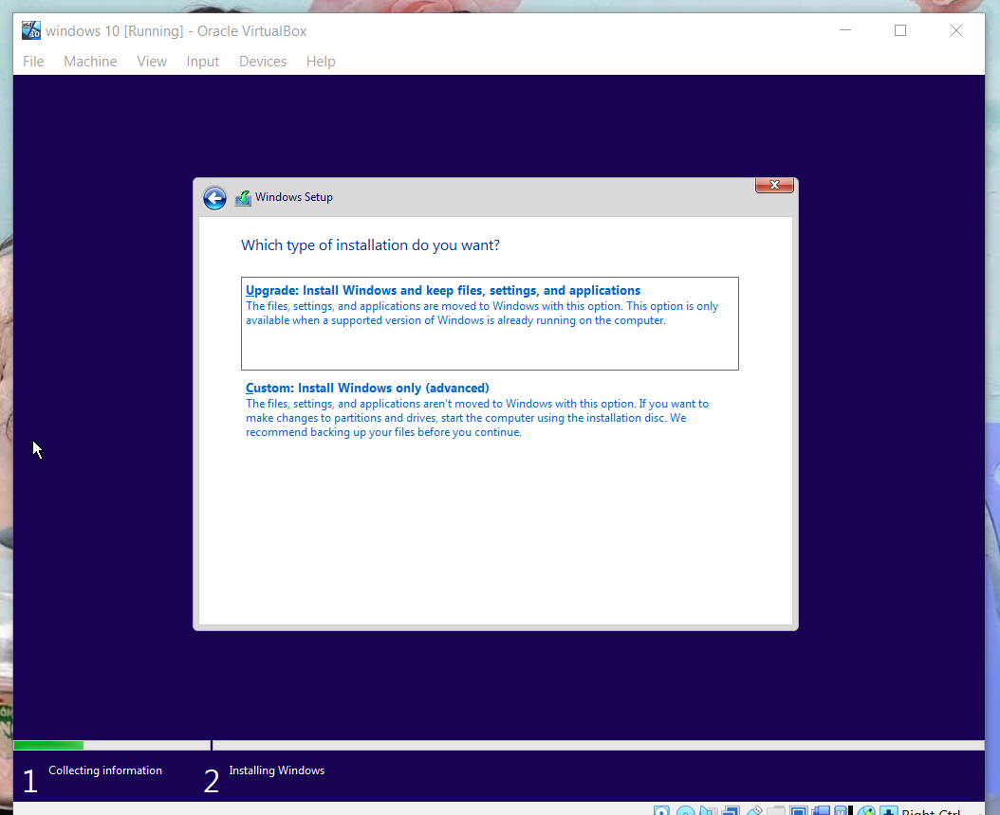 windows 10 [Running] - Oracle VirtualBox
File Machine View Input Devices Help
Windows Setup
Which type of installation do you want?
Upgrade: Install Windows and keep files, settings, and applications
The files, settings, and applications are moved to Windows with this option. This option is only
available when a supported version of Windows is already running on the computer.
Custom: Install Windows only (advanced)
The files, settings, and applications aren't moved to Windows with this option. If you want to
make changes to partitions and drives, start the computer using the installation disc. We
recommend backing up your files before you continue.
1 Collecting information 2 Installing Windows
Right Ctrl